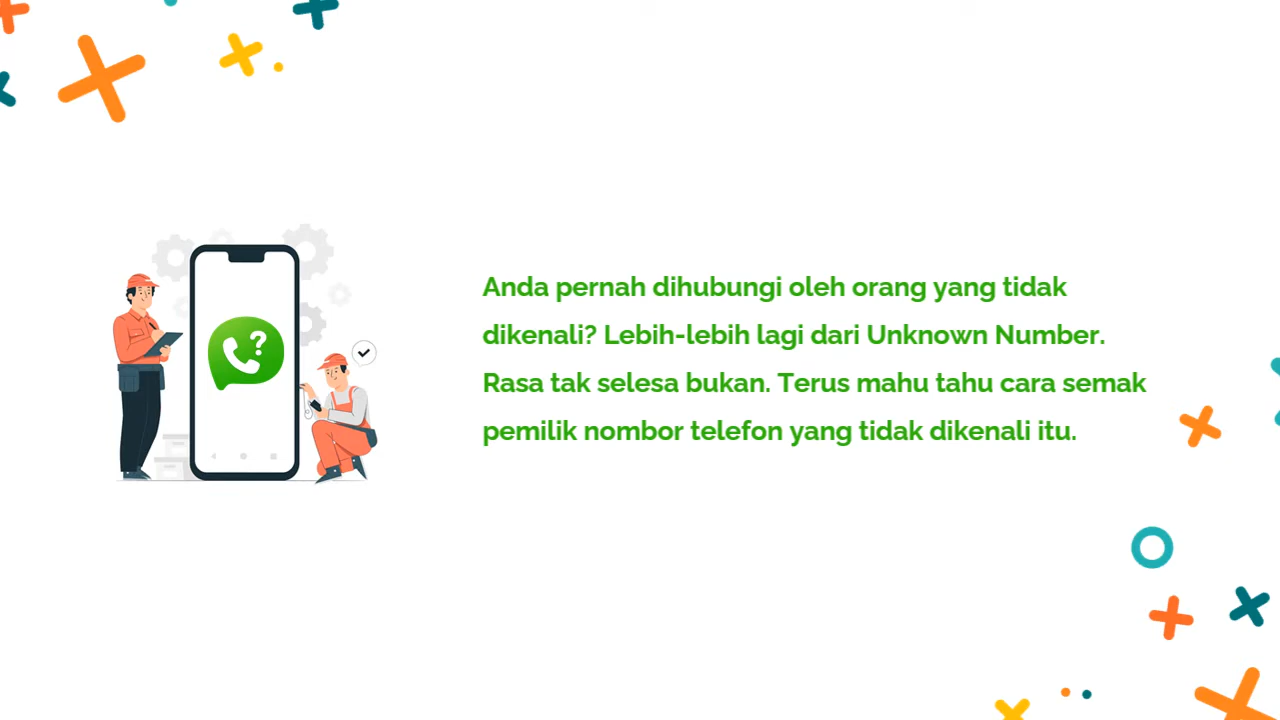 Anda pernah dihubungi oleh orang yang tidak
dikenali? Lebih-lebih lagi dari Unknown Number.
Rasa tak selesa bukan. Terus mahu tahu cara semak
pemilik nombor telefon yang tidak dikenali itu.